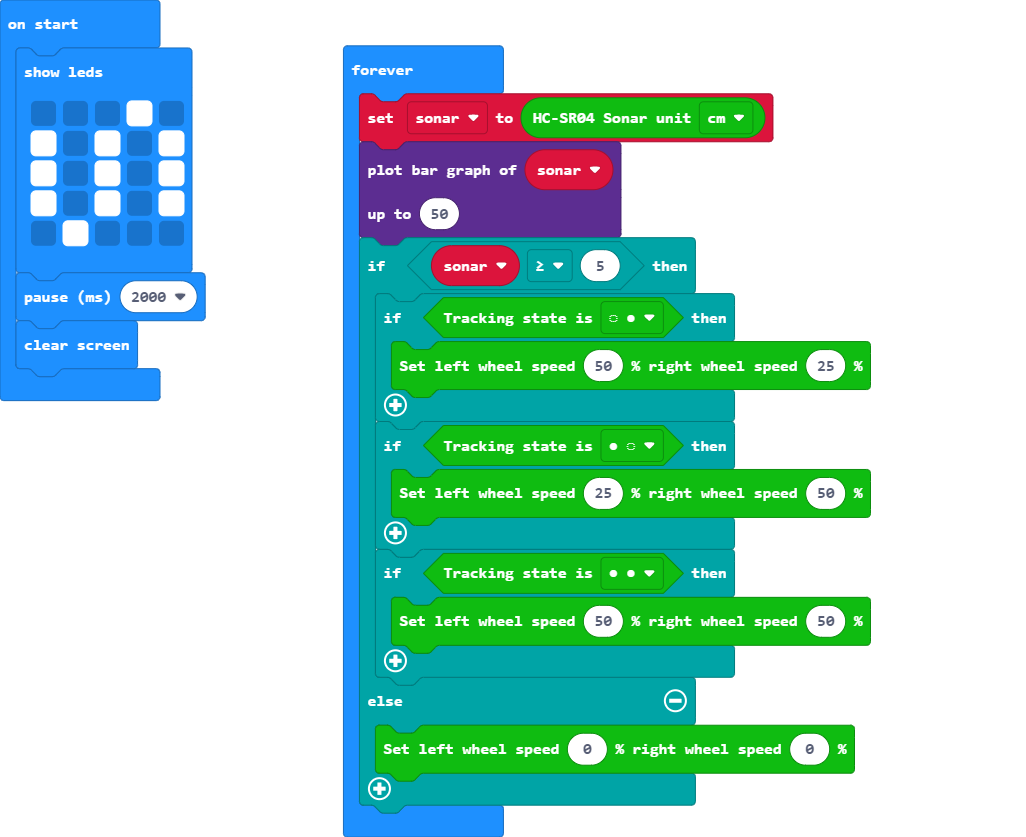 on start
show leds
pause (ms) 2000
clear screen
forever
set sonar to HC-SR04 Sonar unit cm
plot bar graph of sonar
up to 50
if sonar ≥ 5 then
if Tracking state is ◌ ● then
Set left wheel speed 50 % right wheel speed 25 %
if Tracking state is ● ◌ then
Set left wheel speed 25 % right wheel speed 50 %
if Tracking state is ● ● then
Set left wheel speed 50 % right wheel speed 50 %
else
Set left wheel speed 0 % right wheel speed 0 %